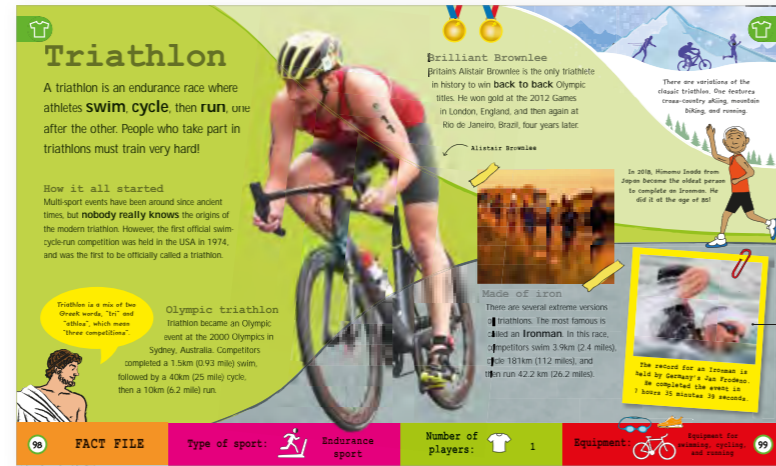 Triathlon
A triathlon is an endurance race where
athletes swim, cycle, then run, one
after the other. People who take part in
triathlons must train very hard!
How it all started
Multi-sport events have been around since ancient
times, but nobody really knows the origins of
the modern triathlon. However, the first official swim-
cycle-run competition was held in the USA in 1974,
and was the first to be officially called a triathlon.
Triathlon is a mix of two
Greek words, "tri" and
"athlos", which mean
"three competitions".
Olympic triathlon
Triathlon became an Olympic
event at the 2000 Olympics in
Sydney, Australia. Competitors
completed a 1.5km (0.93 mile) swim,
followed by a 40km (25 mile) cycle,
then a 10km (6.2 mile) run.
Brilliant Brownlee
Britains Alistair Brownlee is the only triathlete
in history to win back to back Olympic
titles. He won gold at the 2012 Games
in London, England, and then again at
Rio de Janeiro, Brazil, four years later.
Alistair Brownlee
There are variations of the
classic triathlon. One features
cross-country skiing, mountain
biking, and running.
In 2018, Himomu Inada from
Japan became the oldest person
to complete an Ironman. He
did it at the age of 86!
Made of iron
There are several extreme versions
of triathlons. The most famous is
called an Ironman. In this race,
competitors swim 3.9km (2.4 miles),
cycle 181km (112 miles), and
then run 42.2 km (26.2 miles).
The record for an Ironman is
held by Germany's Jan Frodeno.
He completed the event in
7 hours 35 minutes 39 seconds.
98
FACT FILE
Type of sport:
Endurance
sport
Number of
players:
1
Equipment:
Equipment for
swimming, cycling,
and running
99